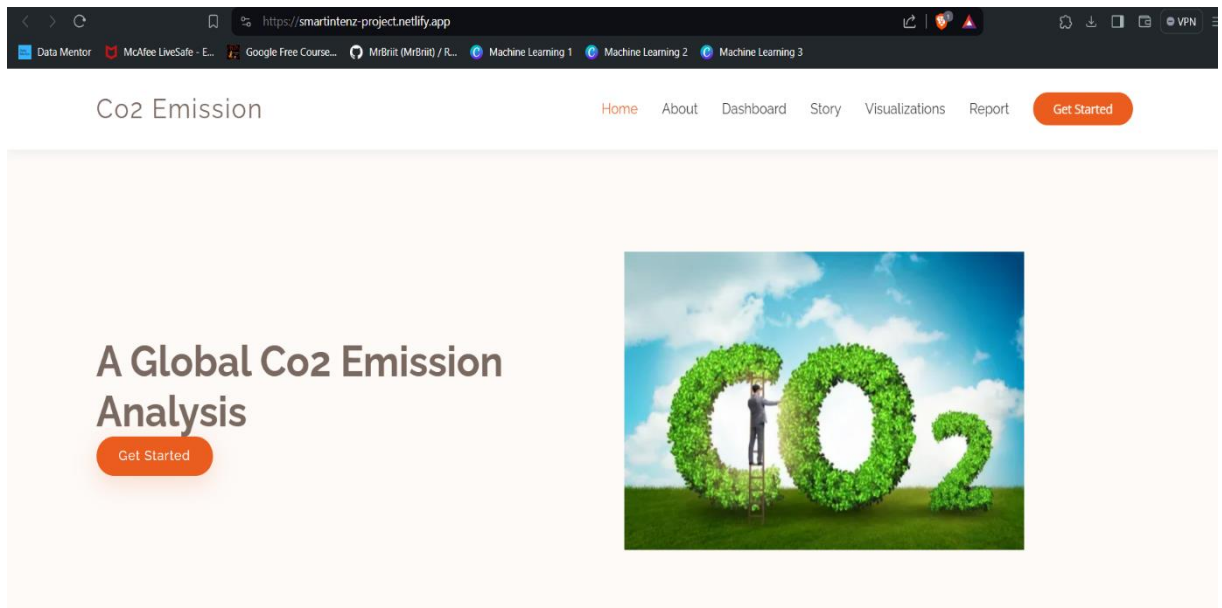 https://smartintenz-project.netlify.app
VPN
Data Mentor McAfee LiveSafe - E... Google Free Course... MrBriit (MrBriit) / R... Machine Learning 1 Machine Learning 2 Machine Learning 3
Co2 Emission
Home About Dashboard Story Visualizations Report Get Started
A Global Co2 Emission
Analysis
Get Started
CO2